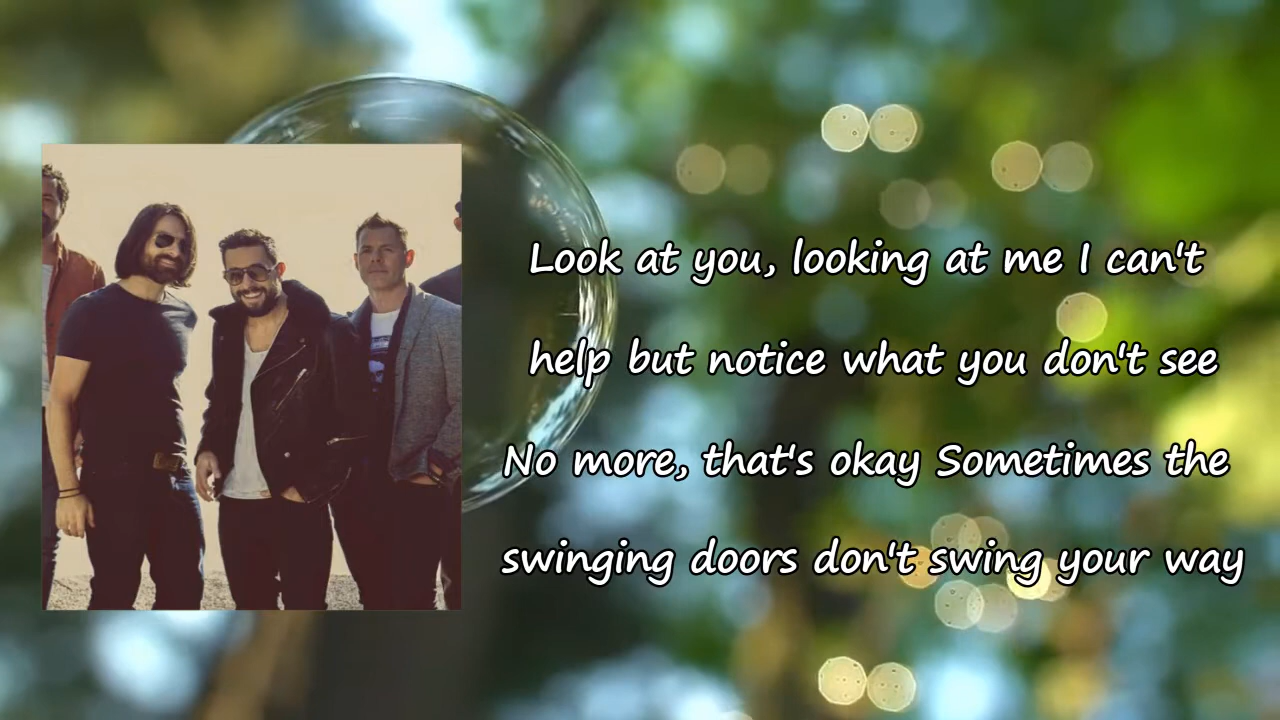 Look at you, looking at me I can't
help but notice what you don't see
No more, that's okay Sometimes the
swinging doors don't swing your way